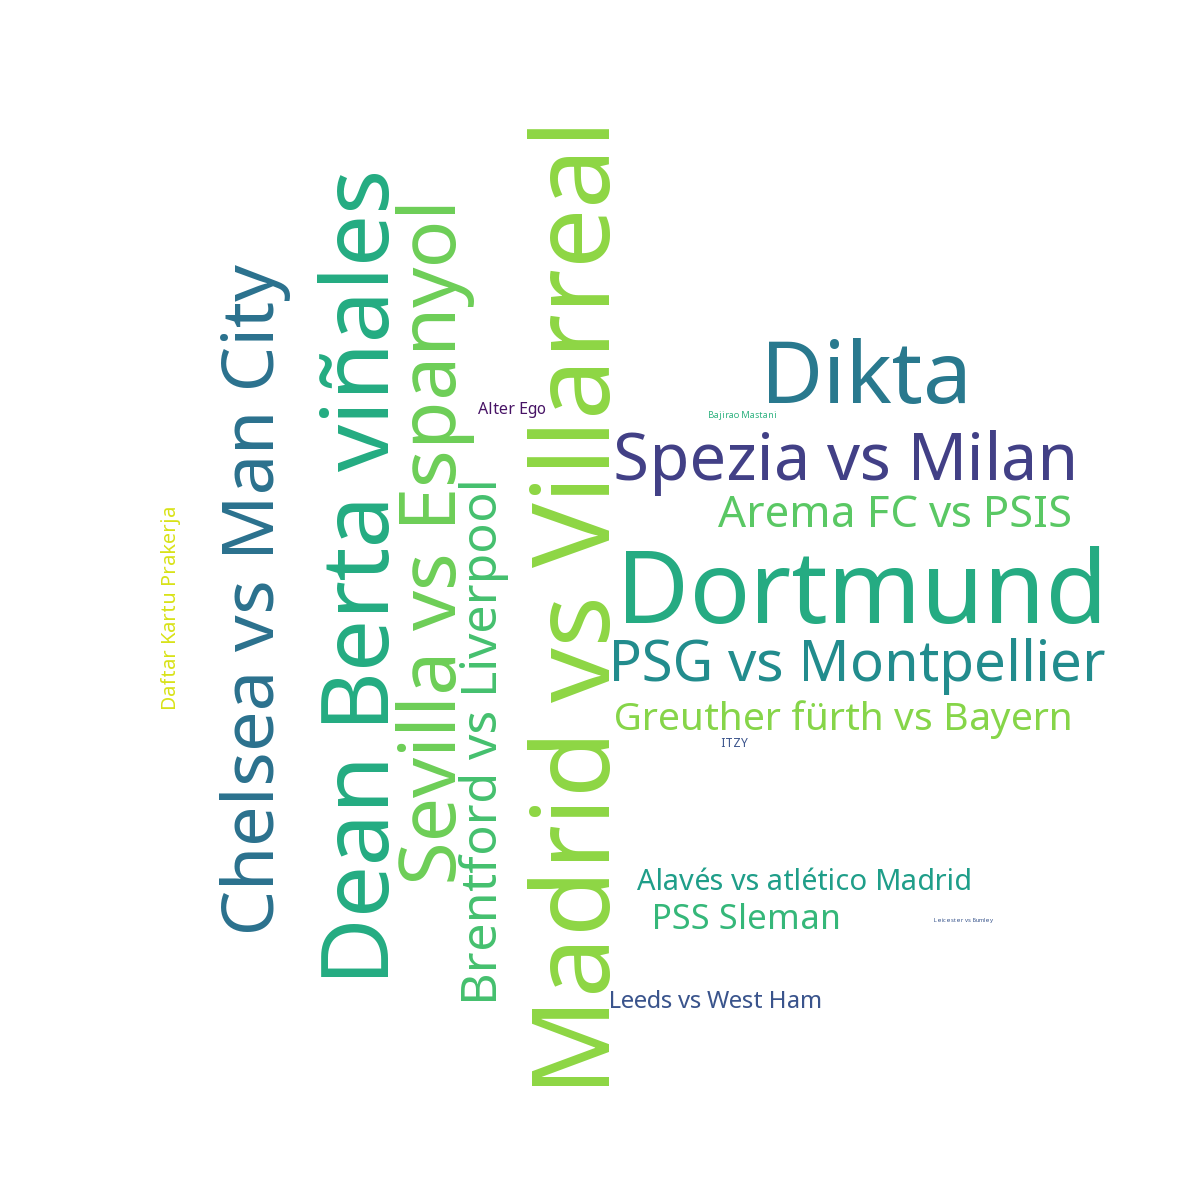 Daftar Kartu Prakerja
Chelsea vs Man City
Dean Berta viñales
Sevilla vs Espanyol
Brentford vs Liverpool
Alter Ego
Madrid vs Villarreal
Dikta
Bajirao Mastani
Spezia vs Milan
Arema FC vs PSIS
Dortmund
PSG vs Montpellier
Greuther fürth vs Bayern
ITZY
Alavés vs atlético Madrid
PSS Sleman
Leicester vs Burnley
Leeds vs West Ham